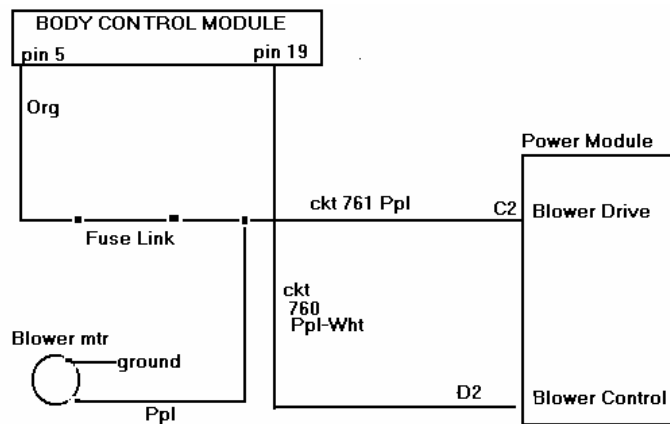 BODY CONTROL MODULE
pin 5
pin 19
Org
Power Module
ckt 761 Ppl
C2
Blower Drive
Fuse Link
ckt
760
Ppl-Wht
Blower mtr
ground
Ppl
D2
Blower Control